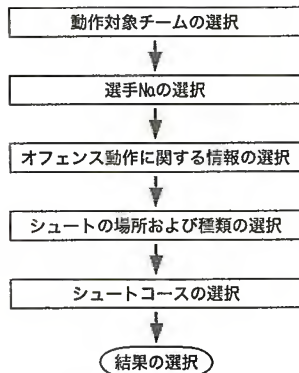 動作対象チームの選択
選手No.の選択
オフェンス動作に関する情報の選択
シュートの場所および種類の選択
シュートコースの選択
結果の選択